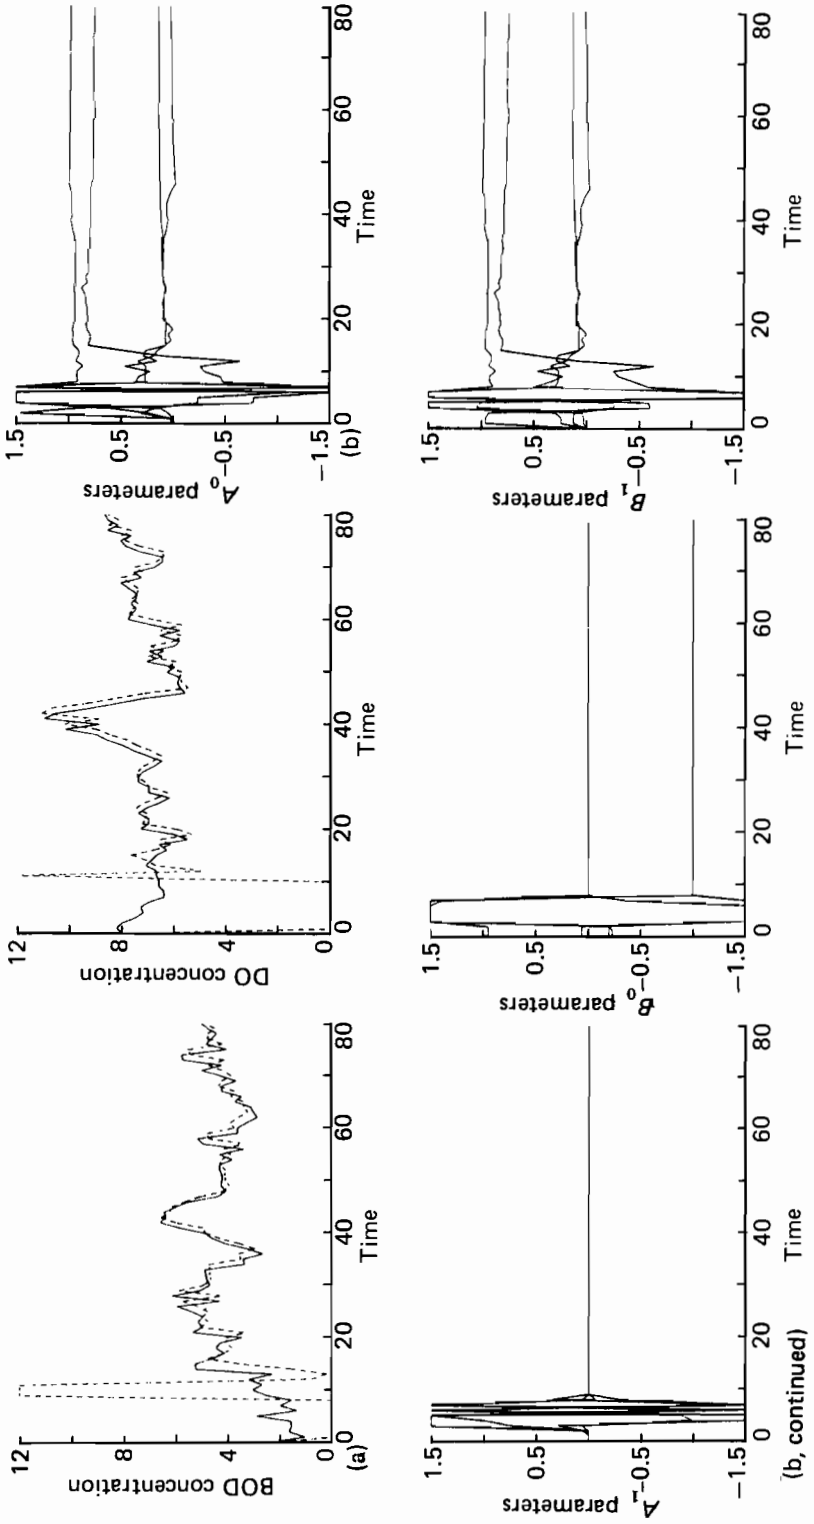 BOD concentration
12
8
4
0
0 20 40 60 80
Time
(a)
DO concentration
12
8
4
0
0 20 40 60 80
Time
A₀ parameters
1.5
0.5
−0.5
−1.5
0 20 40 60 80
Time
(b)
A₁ parameters
1.5
0.5
−0.5
−1.5
0 20 40 60 80
Time
(b, continued)
B₀ parameters
1.5
0.5
−0.5
−1.5
0 20 40 60 80
Time
B₁ parameters
1.5
0.5
−0.5
−1.5
0 20 40 60 80
Time